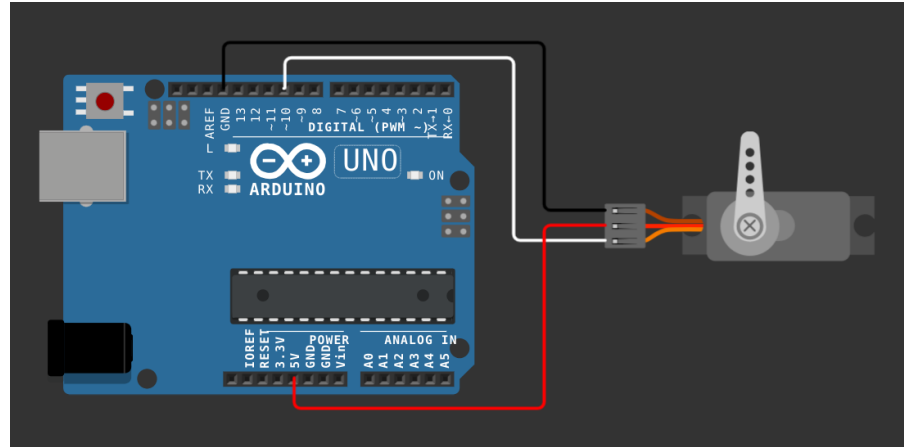 AREF
GND
13
12
~11
~10
~9
8
7
~6
~5
4
~3
2
TX→1
RX←0
DIGITAL (PWM ~)
L
TX
RX
UNO
ARDUINO
ON
IOREF
RESET
3.3V
5V
GND
GND
Vin
POWER
ANALOG IN
A0
A1
A2
A3
A4
A5